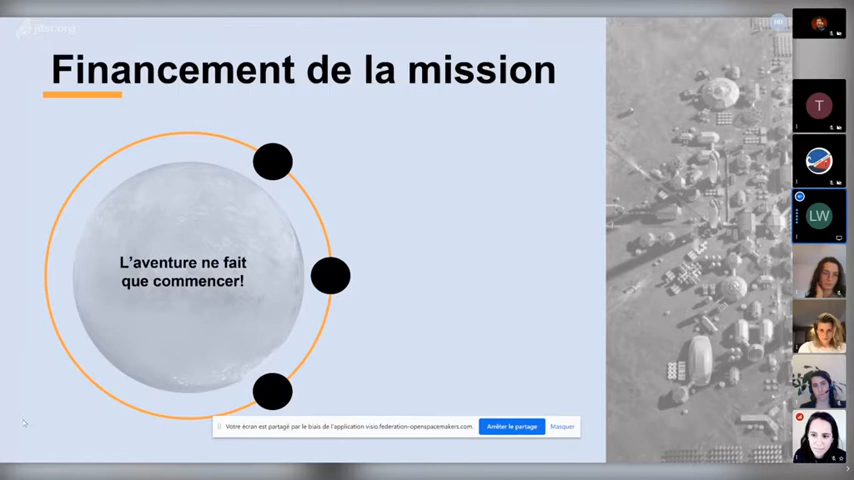 jitsi.org
Financement de la mission
L'aventure ne fait
que commencer!
HD
T
LW
Votre écran est partagé par le biais de l'application visio.federation-openspacemakers.com.
Arrêter le partage
Masquer